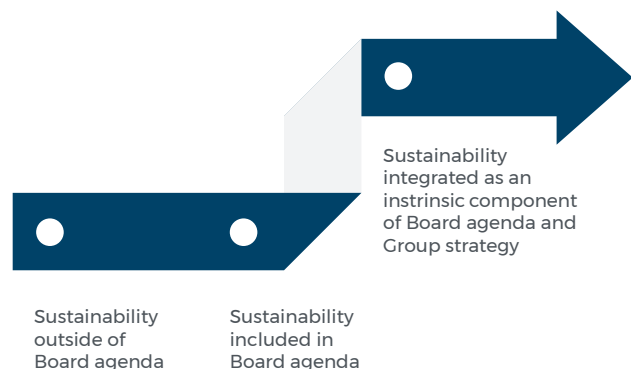 Sustainability
integrated as an
instrinsic component
of Board agenda and
Group strategy
Sustainability
outside of
Board agenda
Sustainability
included in
Board agenda